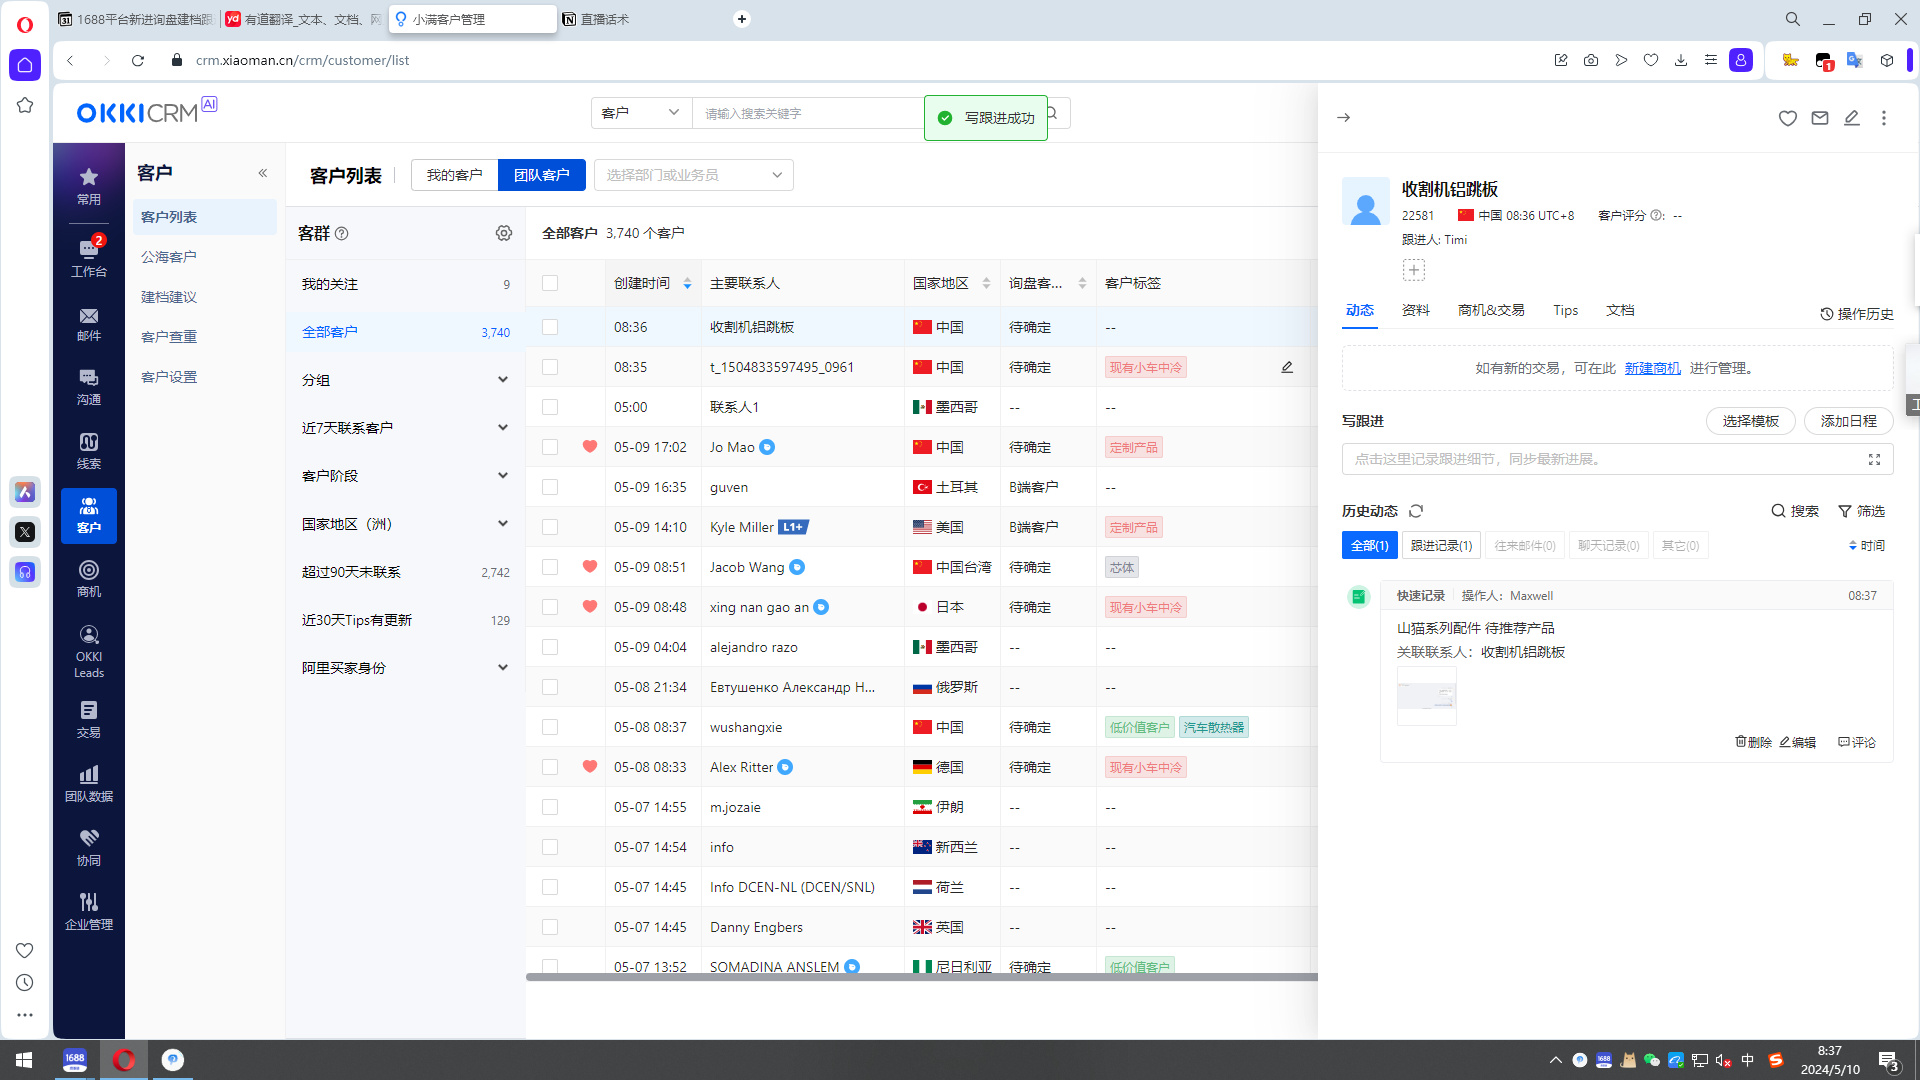 1688平台新进询盘建档跟
有道翻译_文本、文档、网
小满客户管理
直播话术
crm.xiaoman.cn/crm/customer/list
1
OKKICRM AI
客户
请输入搜索关键字
写跟进成功
常用
2
工作台
邮件
沟通
线索
客户
商机
OKKI
Leads
交易
团队数据
协同
企业管理
客户
客户列表
公海客户
建档建议
客户查重
客户设置
客户列表
我的客户
团队客户
选择部门或业务员
客群
我的关注 9
全部客户 3,740
分组
近7天联系客户
客户阶段
国家地区（洲）
超过90天未联系 2,742
近30天Tips有更新 129
阿里买家身份
全部客户 3,740 个客户
创建时间 主要联系人 国家地区 询盘客... 客户标签
08:36 收割机铝跳板 中国 待确定 --
08:35 t_1504833597495_0961 中国 待确定 现有小车中冷
05:00 联系人1 墨西哥 -- --
05-09 17:02 Jo Mao 中国 待确定 定制产品
05-09 16:35 guven 土耳其 B端客户 --
05-09 14:10 Kyle Miller L1+ 美国 B端客户 定制产品
05-09 08:51 Jacob Wang 中国台湾 待确定 芯体
05-09 08:48 xing nan gao an 日本 待确定 现有小车中冷
05-09 04:04 alejandro razo 墨西哥 -- --
05-08 21:34 Евтушенко Александр Н... 俄罗斯 -- --
05-08 08:37 wushangxie 中国 待确定 低价值客户 汽车散热器
05-08 08:33 Alex Ritter 德国 待确定 现有小车中冷
05-07 14:55 m.jozaie 伊朗 -- --
05-07 14:54 info 新西兰 -- --
05-07 14:45 Info DCEN-NL (DCEN/SNL) 荷兰 -- --
05-07 14:45 Danny Engbers 英国 -- --
05-07 13:52 SOMADINA ANSLEM 尼日利亚 待确定 低价值客户
收割机铝跳板
22581 中国 08:36 UTC+8 客户评分 : --
跟进人: Timi
动态 资料 商机&交易 Tips 文档
操作历史
如有新的交易，可在此 新建商机 进行管理。
写跟进
选择模板
添加日程
点击这里记录跟进细节，同步最新进展。
历史动态
搜索
筛选
全部(1) 跟进记录(1) 往来邮件(0) 聊天记录(0) 其它(0)
时间
快速记录 操作人：Maxwell 08:37
山猫系列配件 待推荐产品
关联联系人：收割机铝跳板
删除 编辑 评论
1688
中
8:37
2024/5/10
3